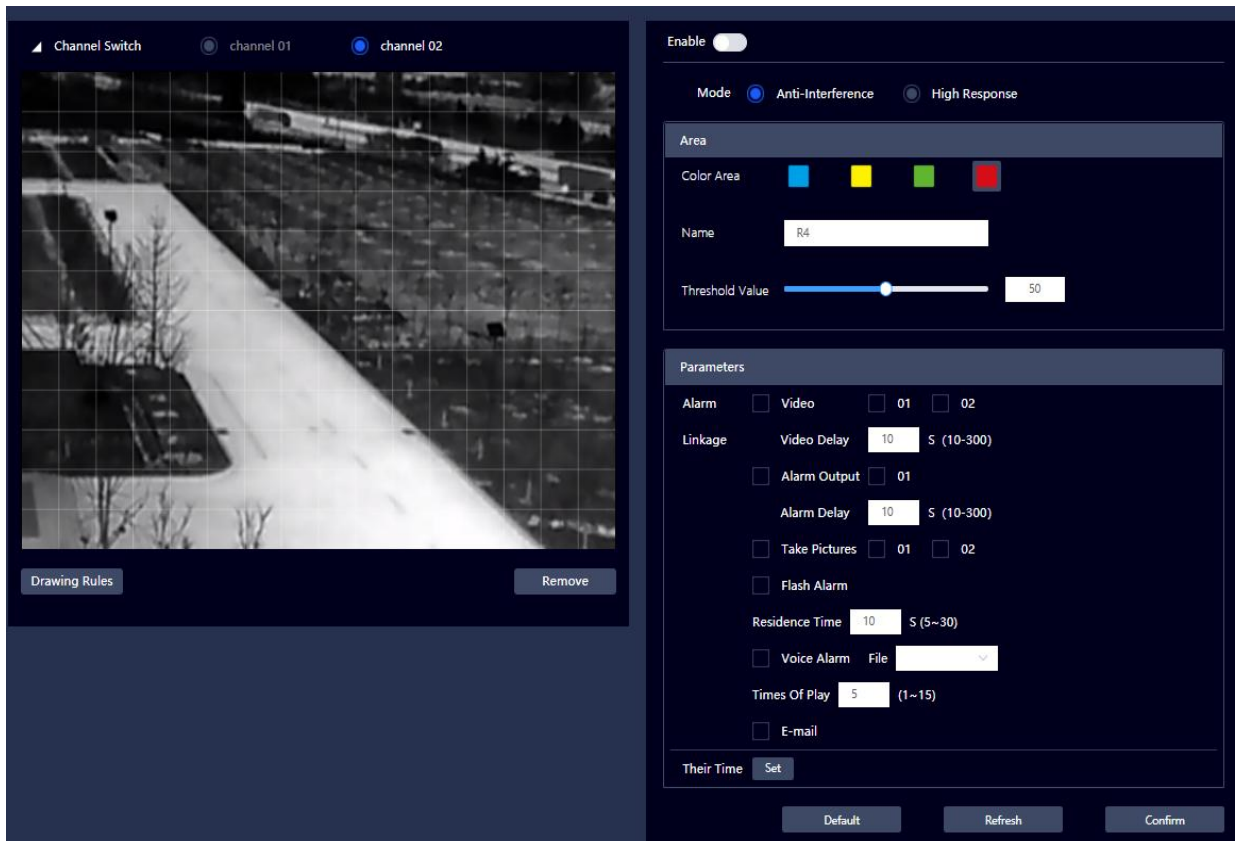 Channel Switch channel 01 channel 02
Drawing Rules Remove
Enable
Mode Anti-Interference High Response
Area
Color Area
Name R4
Threshold Value 50
Parameters
Alarm Video 01 02
Linkage Video Delay 10 S (10-300)
Alarm Output 01
Alarm Delay 10 S (10-300)
Take Pictures 01 02
Flash Alarm
Residence Time 10 S (5~30)
Voice Alarm File
Times Of Play 5 (1~15)
E-mail
Their Time Set
Default Refresh Confirm